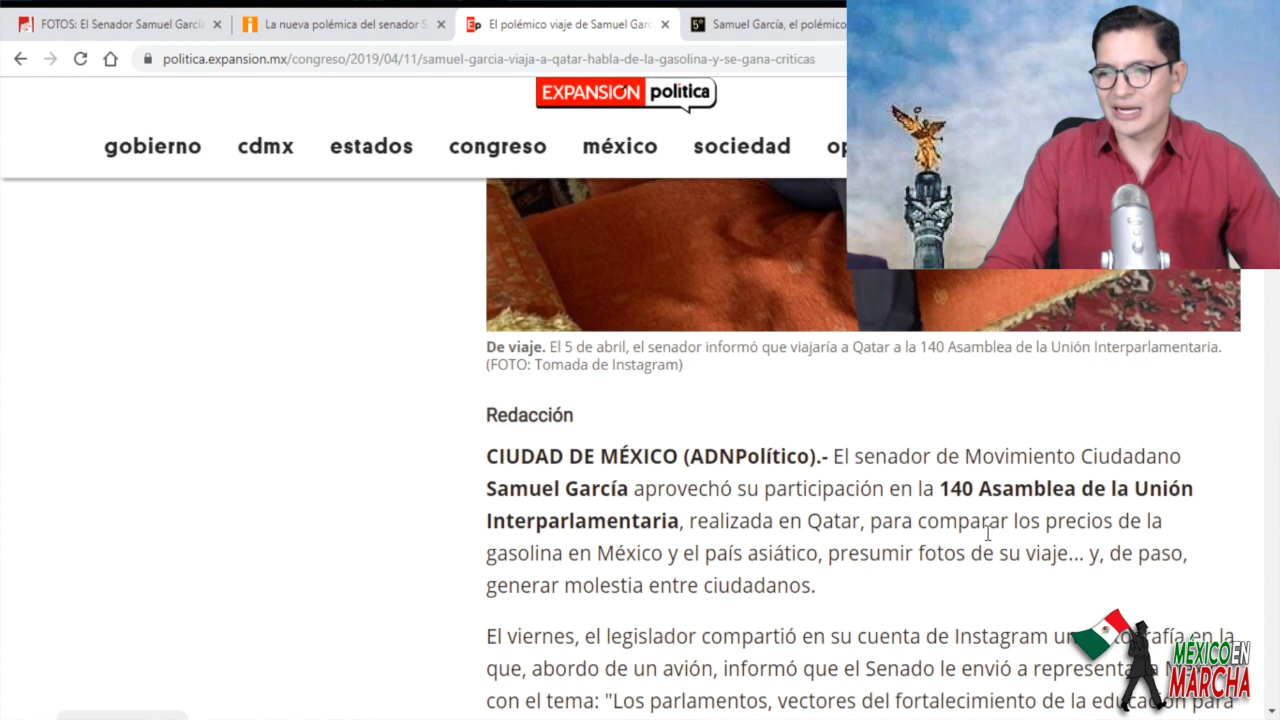 FOTOS: El Senador Samuel Garcí
La nueva polémica del senador S
Ep El polémico viaje de Samuel Garc
5º Samuel García, el polémico
politica.expansion.mx/congreso/2019/04/11/samuel-garcia-viaja-a-qatar-habla-de-la-gasolina-y-se-gana-criticas
EXPANSIÓN política
gobierno cdmx estados congreso méxico sociedad op
De viaje. El 5 de abril, el senador informó que viajaría a Qatar a la 140 Asamblea de la Unión Interparlamentaria.
(FOTO: Tomada de Instagram)
Redacción
CIUDAD DE MÉXICO (ADNPolítico).- El senador de Movimiento Ciudadano
Samuel García aprovechó su participación en la 140 Asamblea de la Unión
Interparlamentaria, realizada en Qatar, para comparar los precios de la
gasolina en México y el país asiático, presumir fotos de su viaje... y, de paso,
generar molestia entre ciudadanos.
El viernes, el legislador compartió en su cuenta de Instagram en la
que, abordo de un avión, informó que el Senado le envió a
con el tema: "Los parlamentos, vectores del fortalecimiento de la educación para
MÉXICO EN
MARCHA